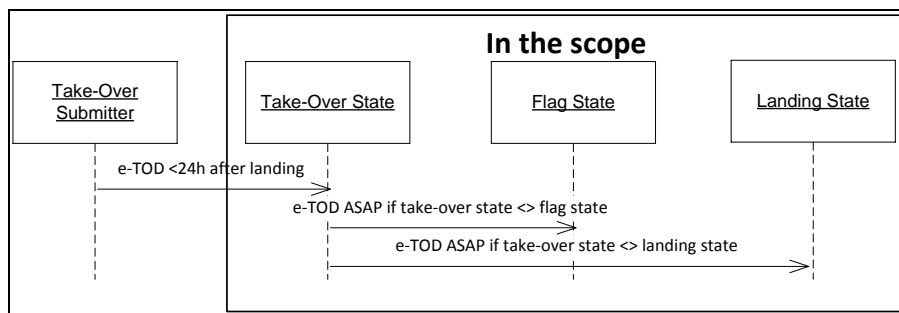 In the scope
Take-Over
Submitter
Take-Over State
Flag State
Landing State
e-TOD <24h after landing
e-TOD ASAP if take-over state <> flag state
e-TOD ASAP if take-over state <> landing state